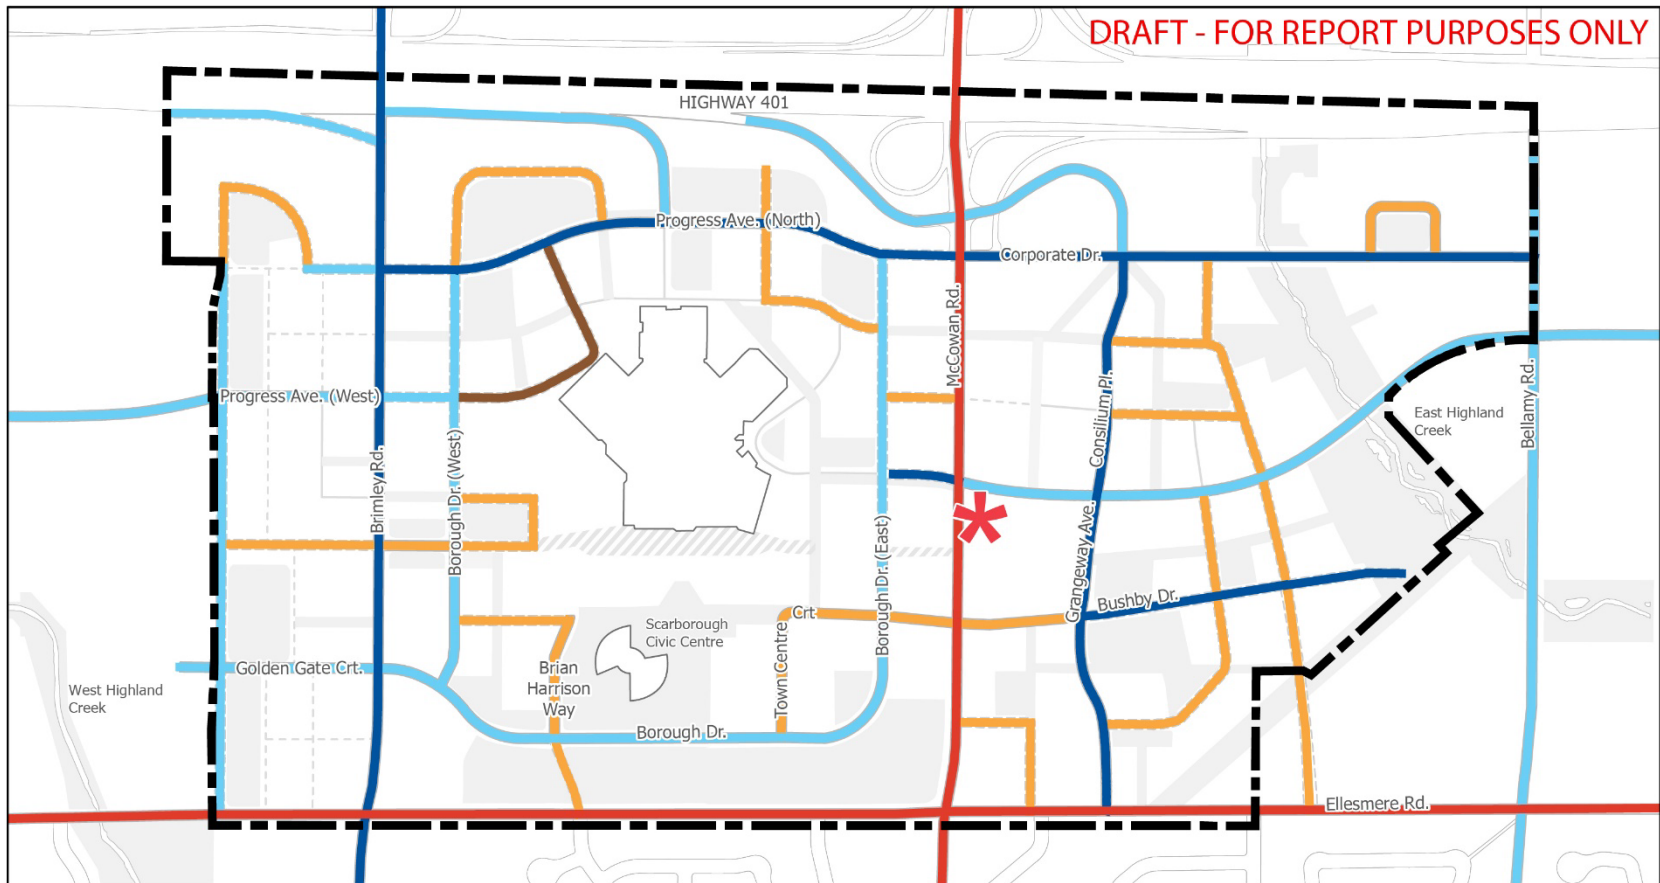 DRAFT - FOR REPORT PURPOSES ONLY
HIGHWAY 401
Progress Ave. (North)
Corporate Dr.
McCowan Rd.
Progress Ave. (West)
Brimley Rd.
Borough Dr. (West)
Consilium Pl.
Bellamy Rd.
East Highland
Creek
Borough Dr. (East)
Grangeway Ave.
Bushby Dr.
Town Centre
Crt
Scarborough
Civic Centre
Golden Gate Crt.
Brian
Harrison
Way
West Highland
Creek
Borough Dr.
Ellesmere Rd.